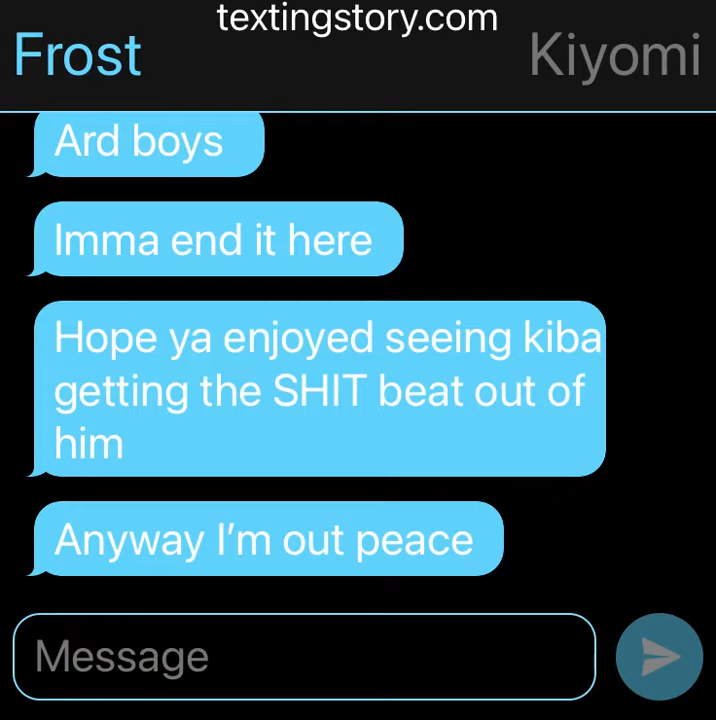 textingstory.com
Frost
Kiyomi
Ard boys
Imma end it here
Hope ya enjoyed seeing kiba
getting the SHIT beat out of
him
Anyway I’m out peace
Message